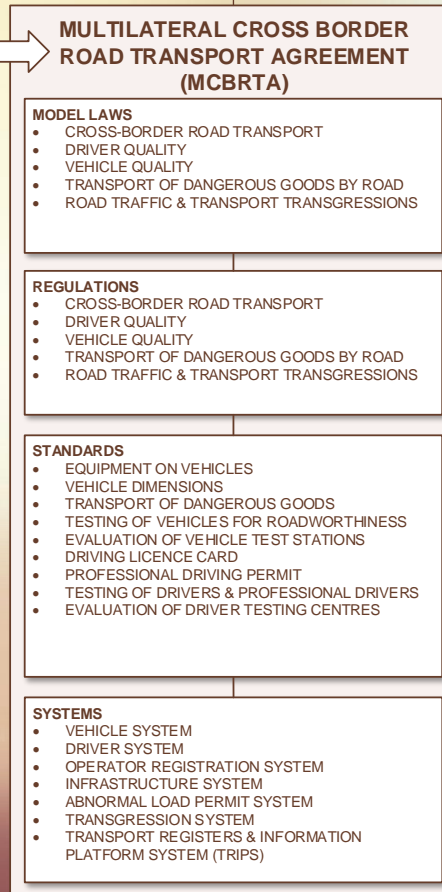 MULTILATERAL CROSS BORDER
ROAD TRANSPORT AGREEMENT
(MCBRTA)
MODEL LAWS
• CROSS-BORDER ROAD TRANSPORT
• DRIVER QUALITY
• VEHICLE QUALITY
• TRANSPORT OF DANGEROUS GOODS BY ROAD
• ROAD TRAFFIC & TRANSPORT TRANSGRESSIONS
REGULATIONS
• CROSS-BORDER ROAD TRANSPORT
• DRIVER QUALITY
• VEHICLE QUALITY
• TRANSPORT OF DANGEROUS GOODS BY ROAD
• ROAD TRAFFIC & TRANSPORT TRANSGRESSIONS
STANDARDS
• EQUIPMENT ON VEHICLES
• VEHICLE DIMENSIONS
• TRANSPORT OF DANGEROUS GOODS
• TESTING OF VEHICLES FOR ROADWORTHINESS
• EVALUATION OF VEHICLE TEST STATIONS
• DRIVING LICENCE CARD
• PROFESSIONAL DRIVING PERMIT
• TESTING OF DRIVERS & PROFESSIONAL DRIVERS
• EVALUATION OF DRIVER TESTING CENTRES
SYSTEMS
• VEHICLE SYSTEM
• DRIVER SYSTEM
• OPERATOR REGISTRATION SYSTEM
• INFRASTRUCTURE SYSTEM
• ABNORMAL LOAD PERMIT SYSTEM
• TRANSGRESSION SYSTEM
• TRANSPORT REGISTERS & INFORMATION
PLATFORM SYSTEM (TRIPS)